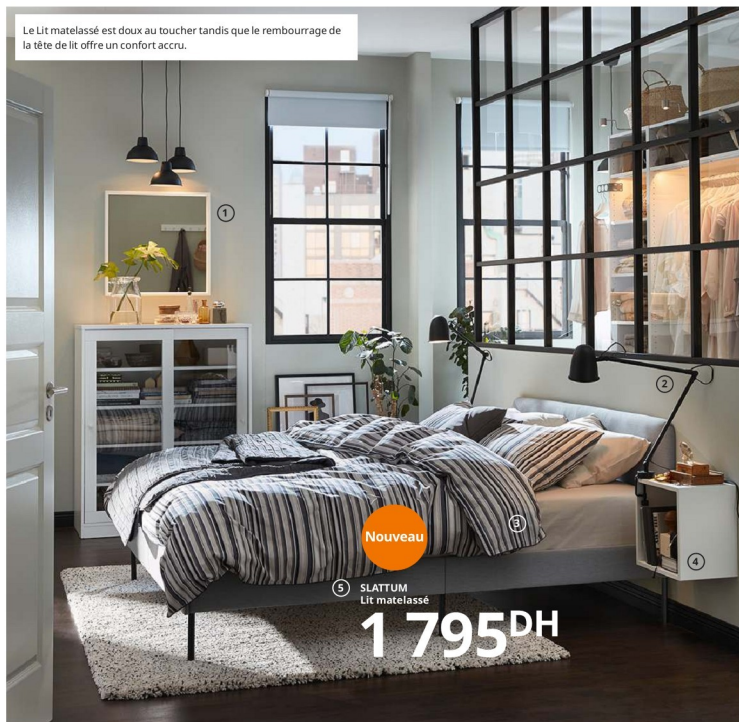 Le Lit matelassé est doux au toucher tandis que le rembourrage de
la tête de lit offre un confort accru.
1
2
3
Nouveau
4
5 SLATTUM
Lit matelassé
1 795DH